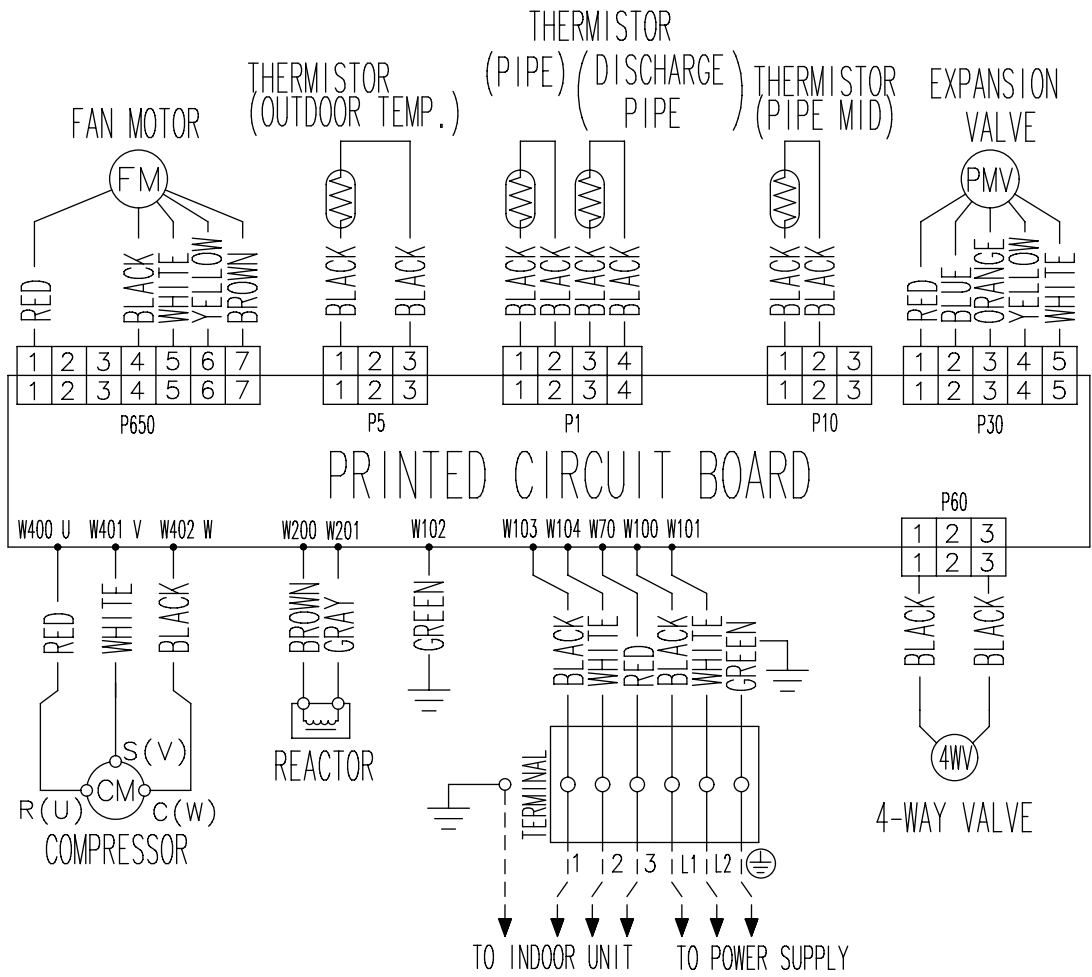 THERMISTOR
(PIPE) (DISCHARGE PIPE)
THERMISTOR
(OUTDOOR TEMP.)
THERMISTOR
(PIPE MID)
EXPANSION
VALVE
FAN MOTOR
FM
PMV
RED BLACK WHITE YELLOW BROWN
BLACK BLACK
BLACK BLACK BLACK BLACK
BLACK BLACK
RED BLUE ORANGE YELLOW WHITE
1 2 3 4 5 6 7
1 2 3 4 5 6 7
P650
1 2 3
1 2 3
P5
1 2 3 4
1 2 3 4
P1
1 2 3
1 2 3
P10
1 2 3 4 5
1 2 3 4 5
P30
PRINTED CIRCUIT BOARD
P60
1 2 3
1 2 3
W400 U W401 V W402 W W200 W201 W102 W103 W104 W70 W100 W101
RED WHITE BLACK
BROWN GRAY
GREEN
BLACK WHITE RED BLACK WHITE GREEN
BLACK BLACK
S(V)
CM
R(U) C(W)
COMPRESSOR
REACTOR
TERMINAL
4WV
4-WAY VALVE
1 2 3 L1 L2
TO INDOOR UNIT TO POWER SUPPLY